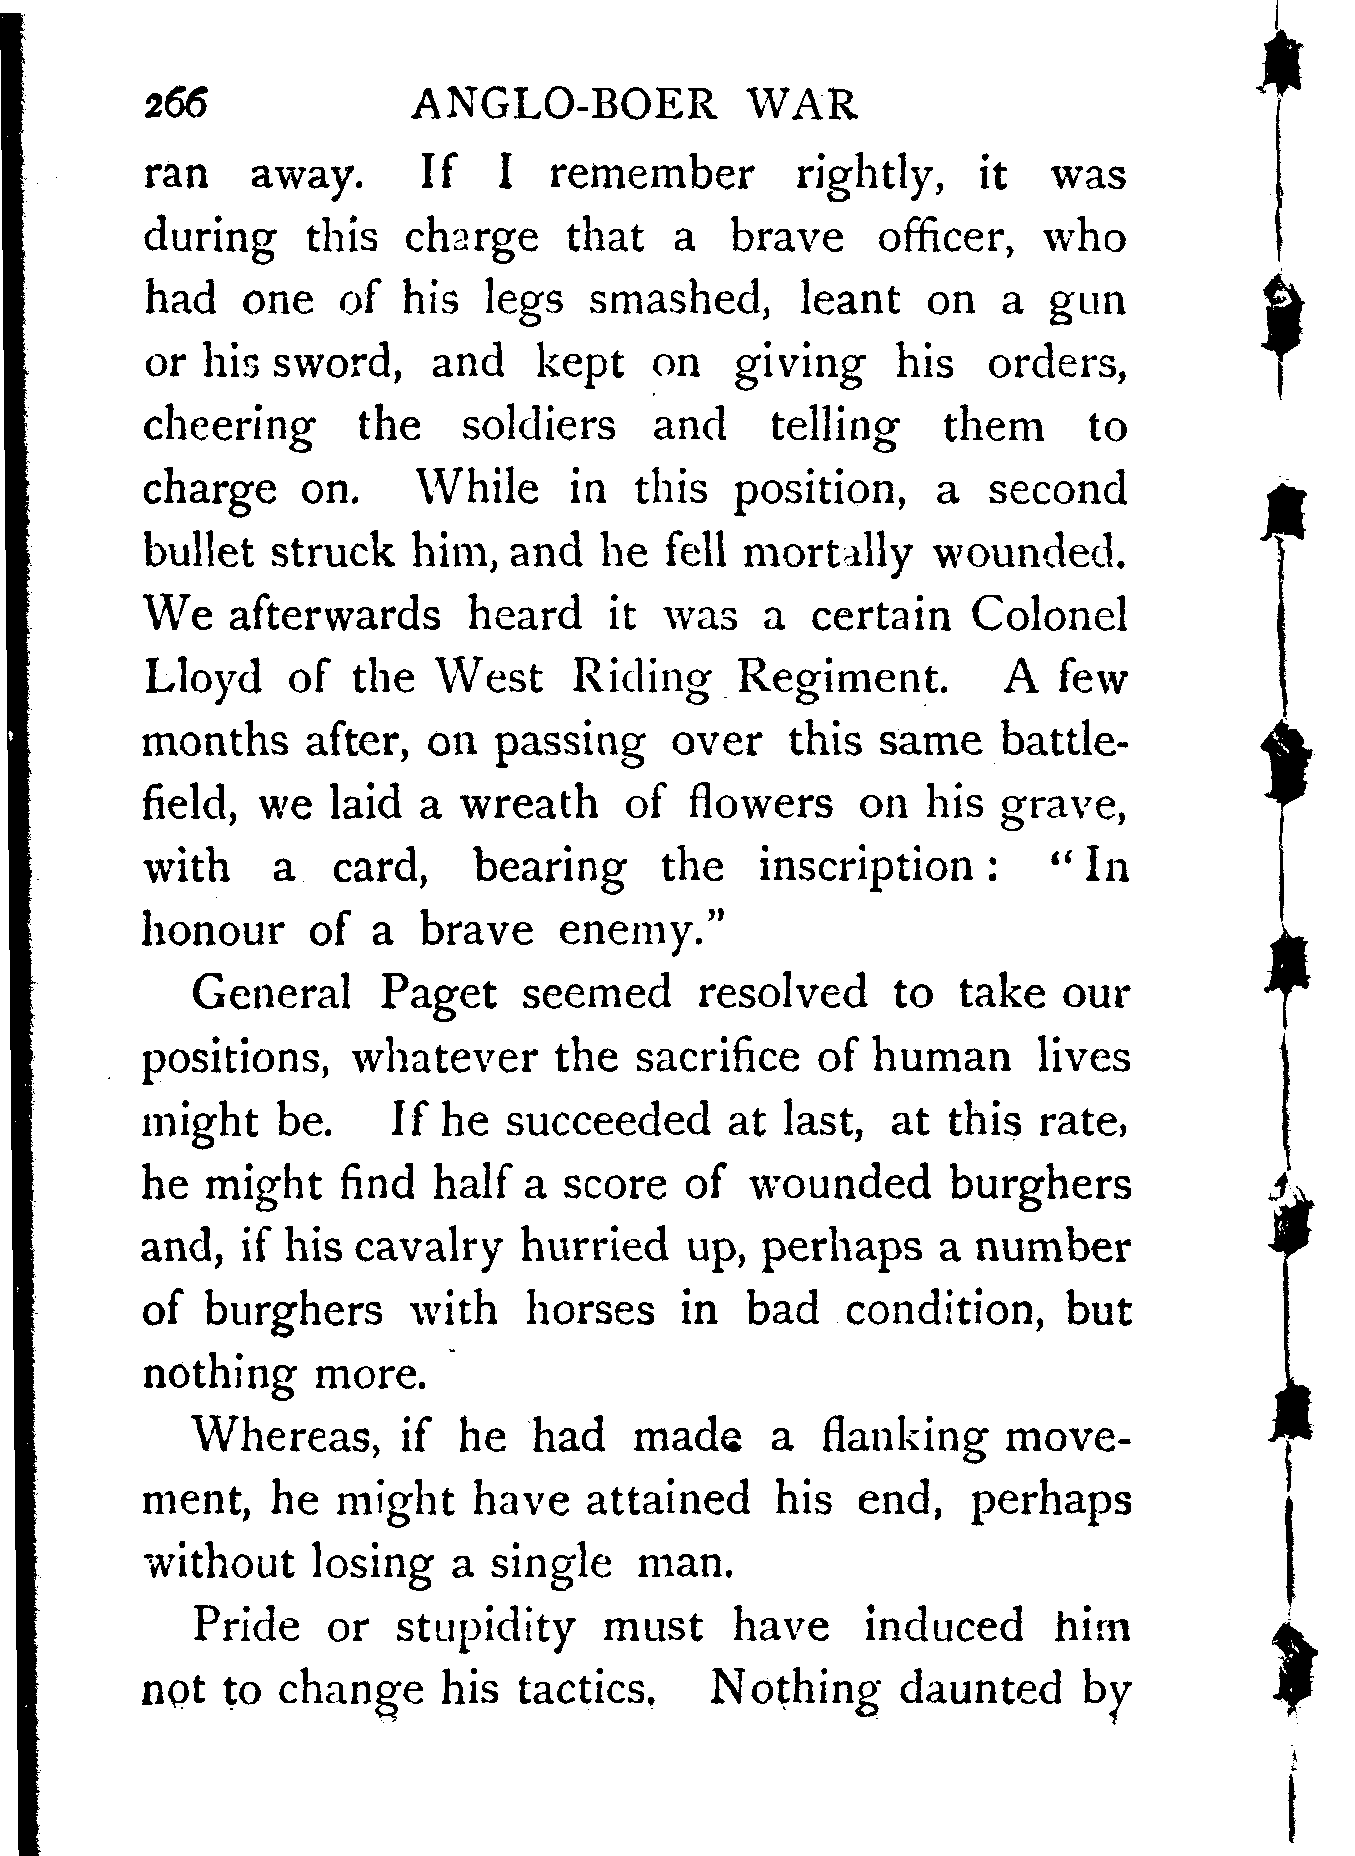 266 ANGLO-BOER WAR
ran away. If I remember rightly, it was
during this charge that a brave officer, who
had one of his legs smashed, leant on a gun
or his sword, and kept on giving his orders,
cheering the soldiers and telling them to
charge on. While in this position, a second
bullet struck him, and he fell mortally wounded.
We afterwards heard it was a certain Colonel
Lloyd of the West Riding Regiment. A few
months after, on passing over this same battle-
field, we laid a wreath of flowers on his grave,
with a card, bearing the inscription : “ In
honour of a brave enemy.”
General Paget seemed resolved to take our
positions, whatever the sacrifice of human lives
might be. If he succeeded at last, at this rate,
he might find half a score of wounded burghers
and, if his cavalry hurried up, perhaps a number
of burghers with horses in bad condition, but
nothing more.
Whereas, if he had made a flanking move-
ment, he might have attained his end, perhaps
without losing a single man.
Pride or stupidity must have induced him
not to change his tactics. Nothing daunted by